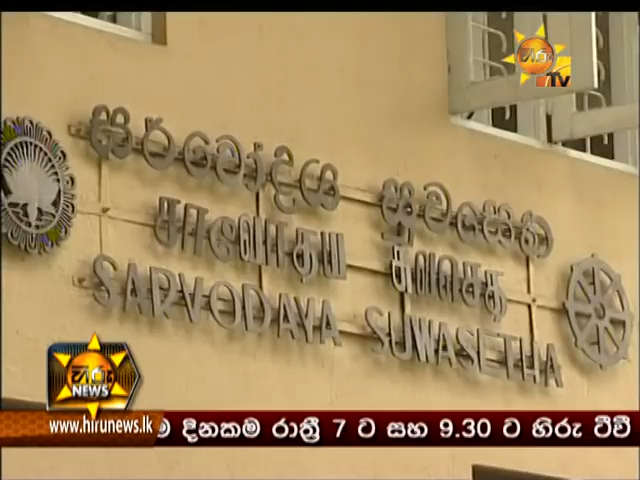 හිරු
TV
සර්වෝදය සුවසෙත
சர்வோதய சுவசெத
SARVODAYA SUWASETHA
හිරු
NEWS
www.hirunews.lk
ම දිනකම රාත්‍රී 7 ට සහ 9.30 ට හිරු ටීවී